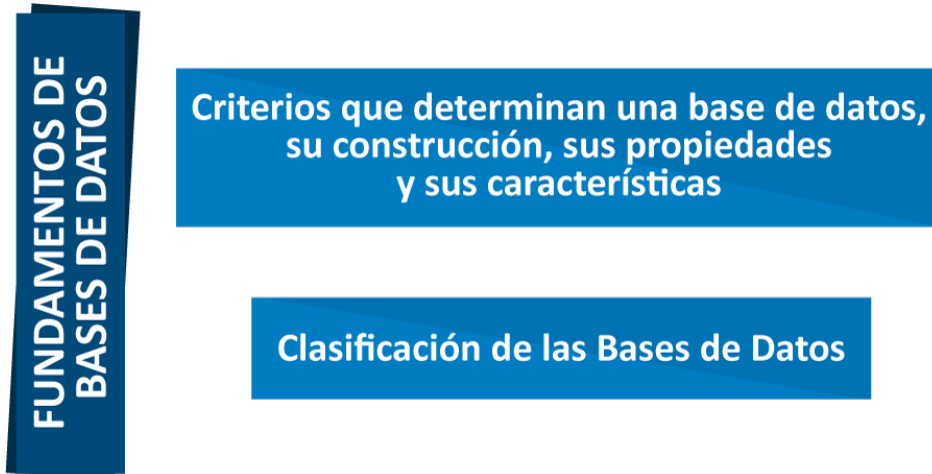 FUNDAMENTOS DE
BASES DE DATOS
Criterios que determinan una base de datos,
su construcción, sus propiedades
y sus características
Clasificación de las Bases de Datos